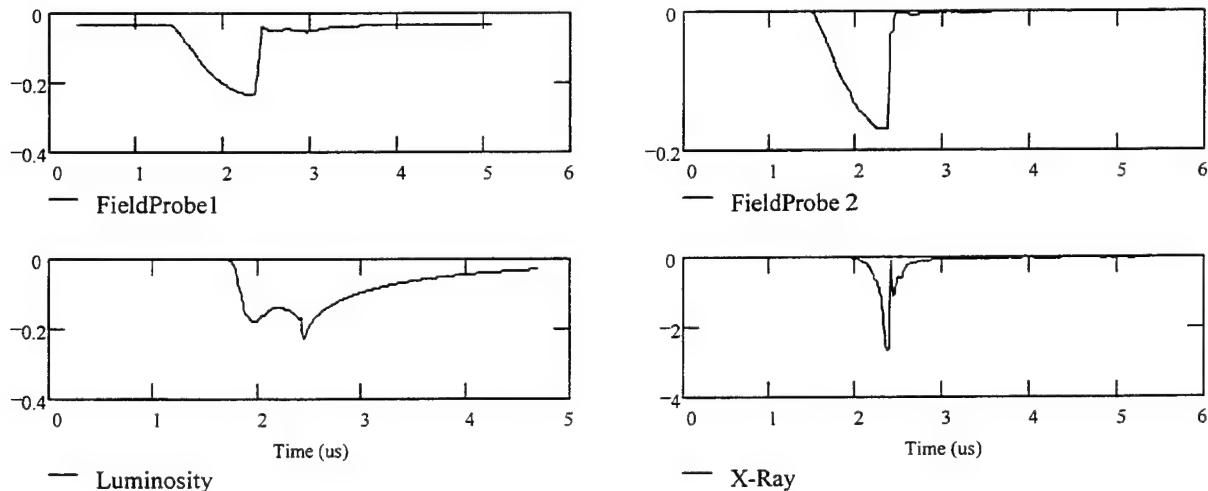 0
−0.2
−0.4
0 1 2 3 4 5 6
— FieldProbe1
0
−0.2
0 1 2 3 4 5 6
— FieldProbe 2
0
−0.2
−0.4
0 1 2 3 4 5
Time (us)
— Luminosity
0
−2
−4
0 1 2 3 4 5 6
Time (us)
— X-Ray